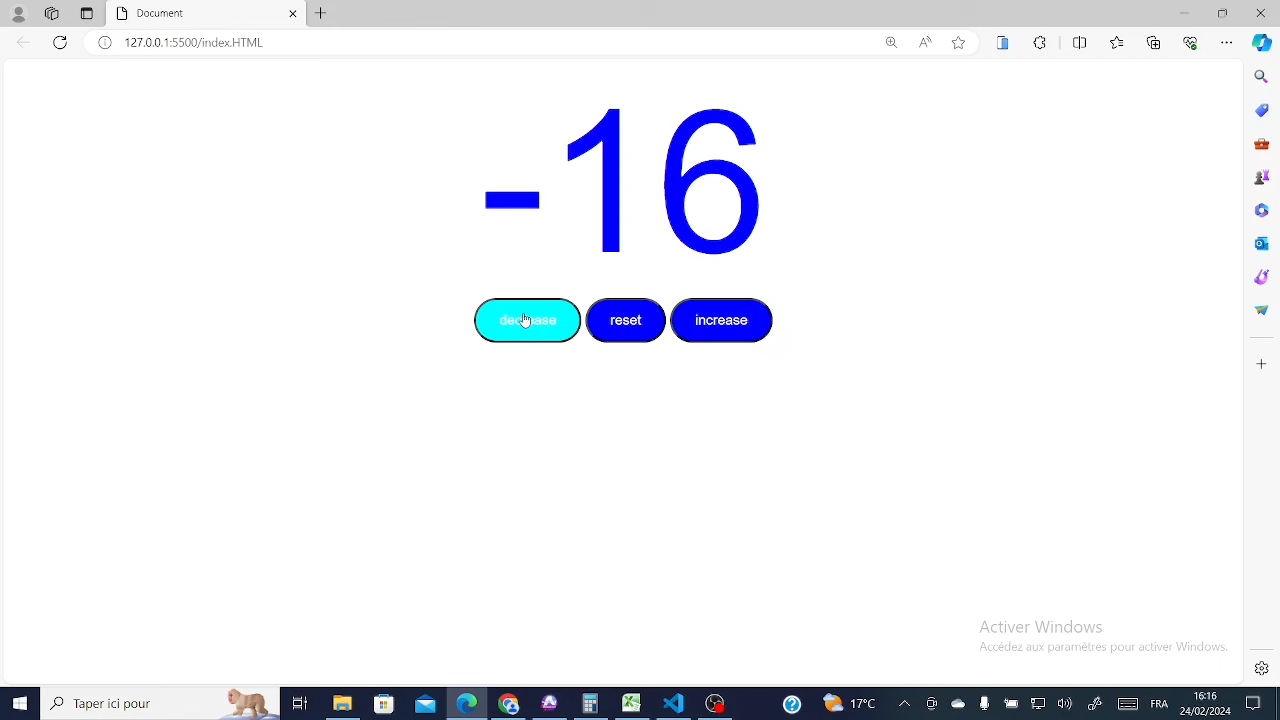 Document
127.0.0.1:5500/index.HTML
-16
reset
increase
Activer Windows
Accédez aux paramètres pour activer Windows.
Taper ici pour
17°C
FRA
16:16
24/02/2024